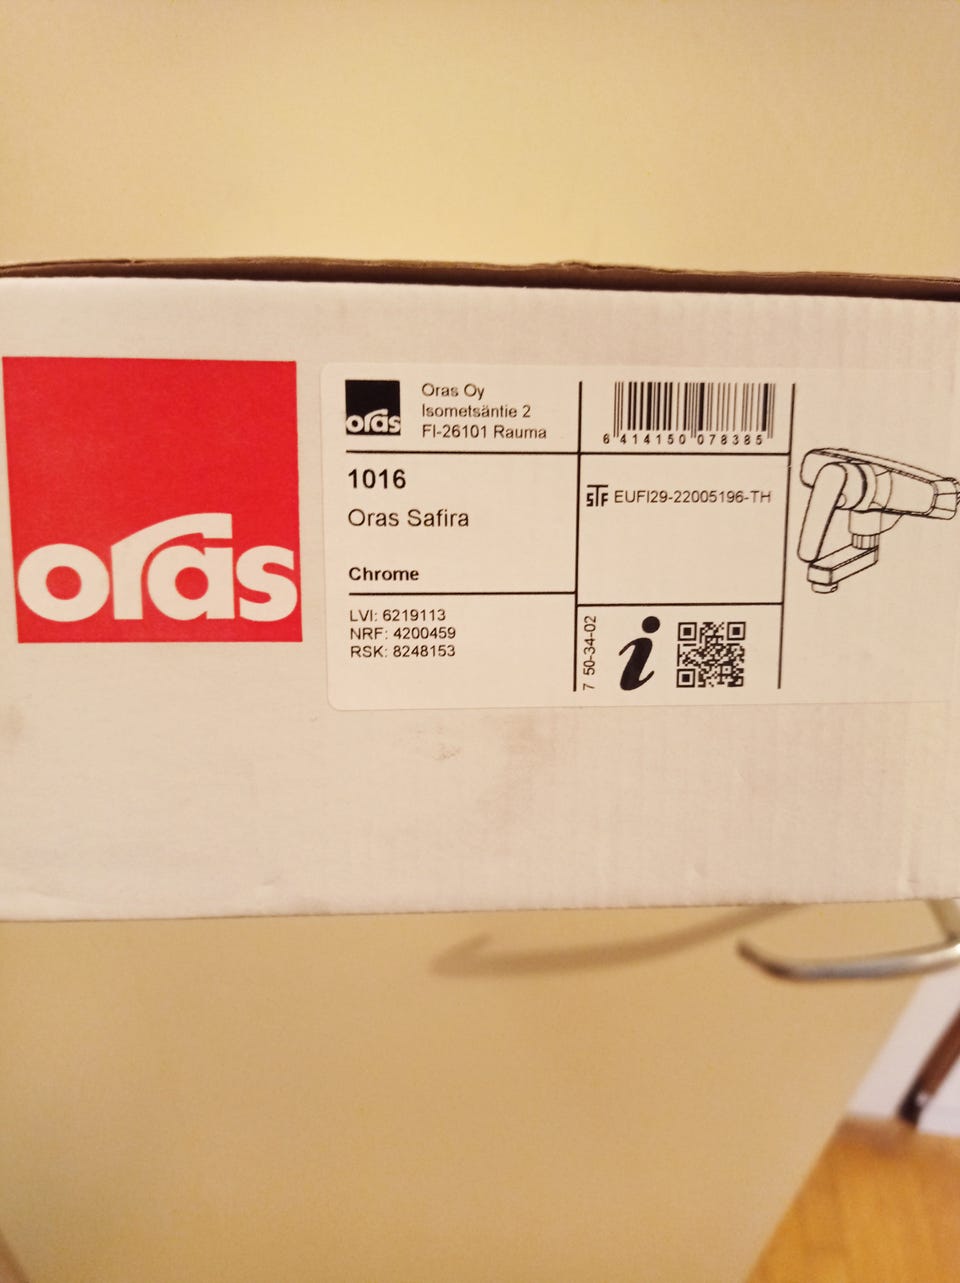 oras
oras
Oras Oy
Isometsäntie 2
FI-26101 Rauma
1016
Oras Safira
Chrome
LVI: 6219113
NRF: 4200459
RSK: 8248153
6 414150 078385
STF EUFI29-22005196-TH
7 50-34-02
i